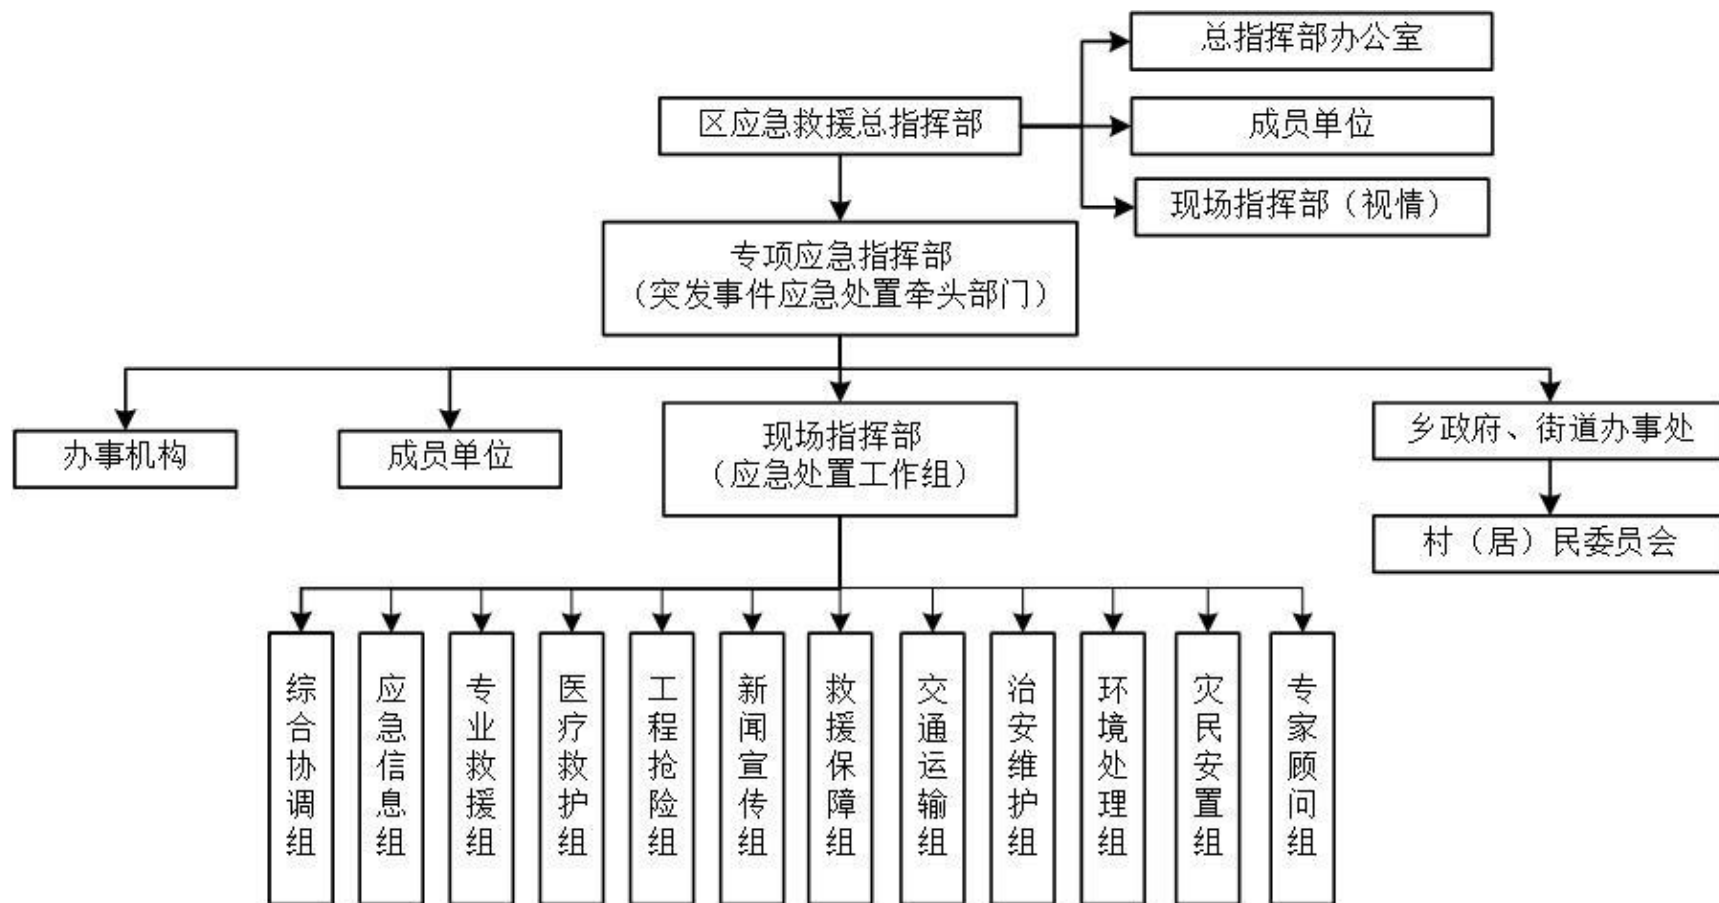 总指挥部办公室
区应急救援总指挥部
成员单位
现场指挥部（视情）
专项应急指挥部
（突发事件应急处置牵头部门）
办事机构
成员单位
现场指挥部
（应急处置工作组）
乡政府、街道办事处
村（居）民委员会
综合协调组
应急信息组
专业救援组
医疗救护组
工程抢险组
新闻宣传组
救援保障组
交通运输组
治安维护组
环境处理组
灾民安置组
专家顾问组